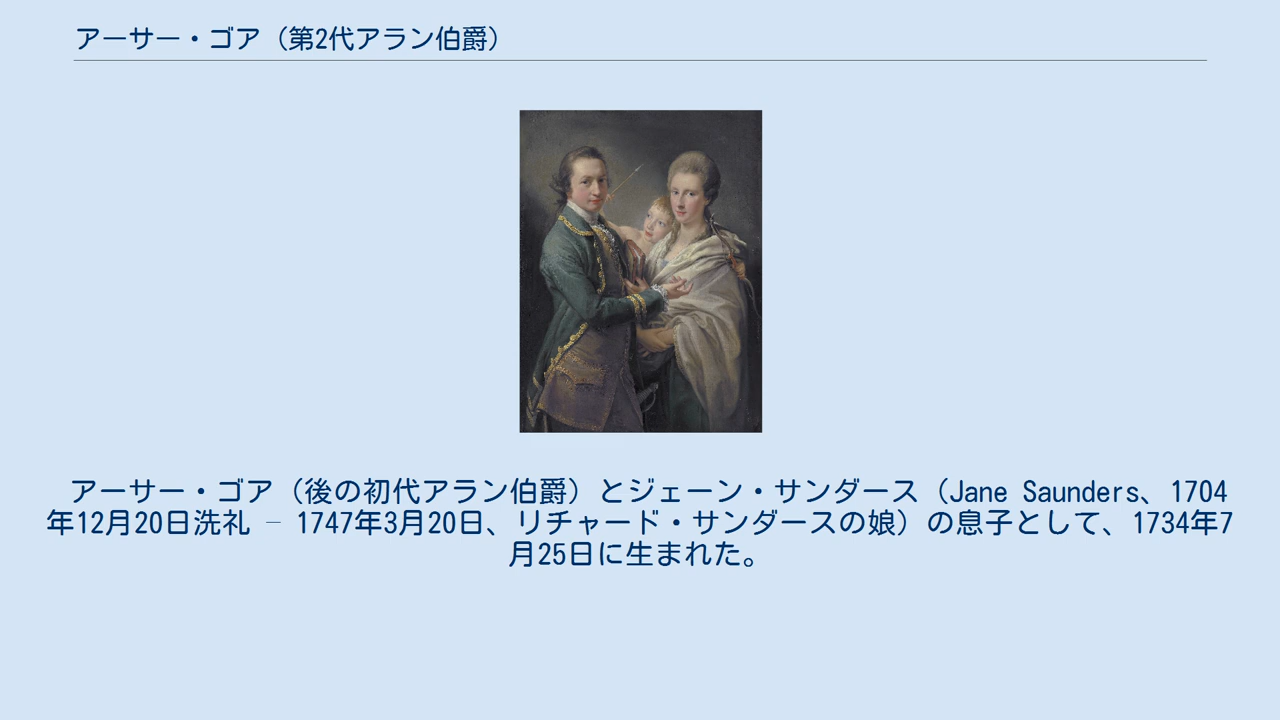 アーサー・ゴア（第2代アラン伯爵）
アーサー・ゴア（後の初代アラン伯爵）とジェーン・サンダース（Jane Saunders、1704
年12月20日洗礼 – 1747年3月20日、リチャード・サンダースの娘）の息子として、1734年7
月25日に生まれた。